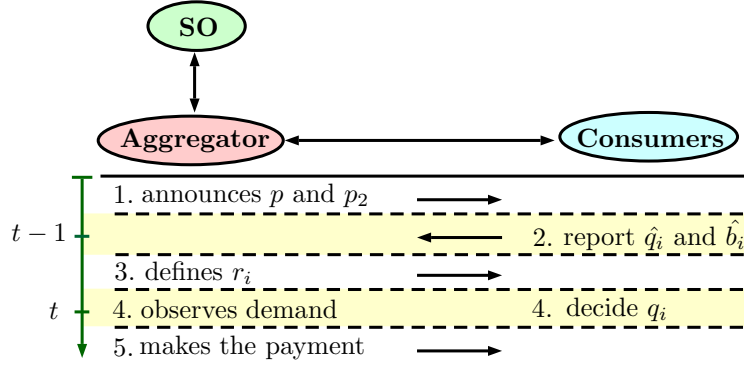 SO
Aggregator
Consumers
1. announces p and p₂
t − 1
2. report q̂ᵢ and b̂ᵢ
3. defines rᵢ
t
4. observes demand
4. decide qᵢ
5. makes the payment